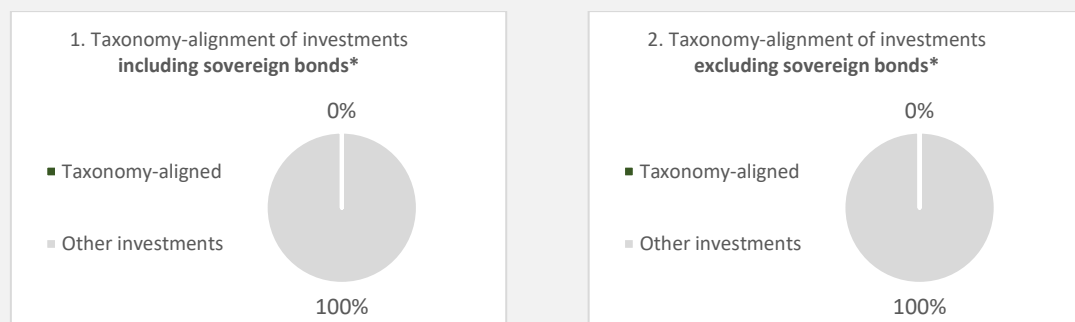 1. Taxonomy-alignment of investments
including sovereign bonds*
0%
Taxonomy-aligned
Other investments
100%
2. Taxonomy-alignment of investments
excluding sovereign bonds*
0%
Taxonomy-aligned
Other investments
100%